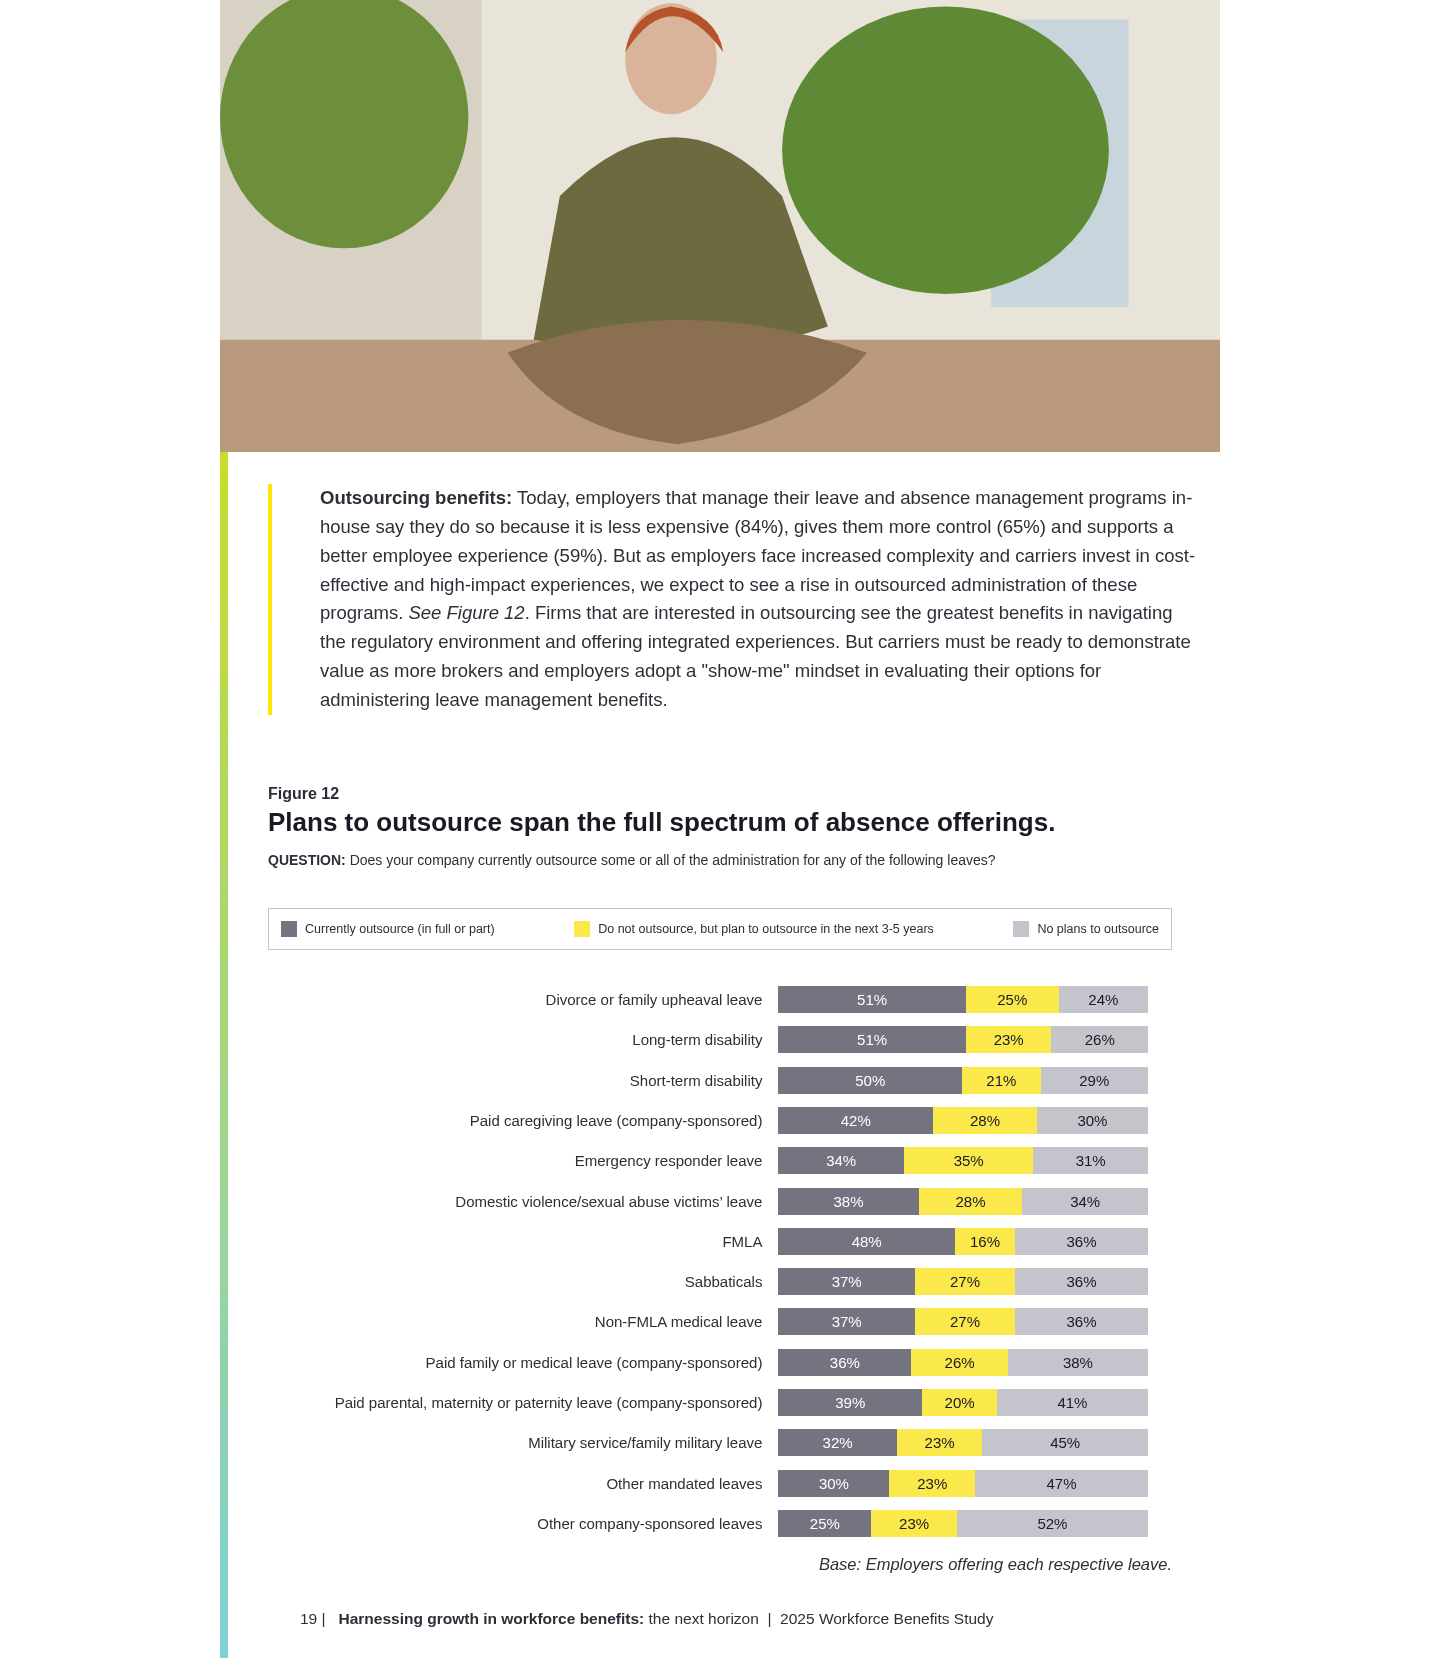 Outsourcing benefits: Today, employers that manage their leave and absence management programs in-
house say they do so because it is less expensive (84%), gives them more control (65%) and supports a
better employee experience (59%). But as employers face increased complexity and carriers invest in cost-
effective and high-impact experiences, we expect to see a rise in outsourced administration of these
programs. See Figure 12. Firms that are interested in outsourcing see the greatest benefits in navigating
the regulatory environment and offering integrated experiences. But carriers must be ready to demonstrate
value as more brokers and employers adopt a "show-me" mindset in evaluating their options for
administering leave management benefits.
Figure 12
Plans to outsource span the full spectrum of absence offerings.
QUESTION: Does your company currently outsource some or all of the administration for any of the following leaves?
Currently outsource (in full or part) Do not outsource, but plan to outsource in the next 3-5 years No plans to outsource
Divorce or family upheaval leave 51% 25% 24%
Long-term disability 51% 23% 26%
Short-term disability 50% 21% 29%
Paid caregiving leave (company-sponsored) 42% 28% 30%
Emergency responder leave 34% 35% 31%
Domestic violence/sexual abuse victims’ leave 38% 28% 34%
FMLA 48% 16% 36%
Sabbaticals 37% 27% 36%
Non-FMLA medical leave 37% 27% 36%
Paid family or medical leave (company-sponsored) 36% 26% 38%
Paid parental, maternity or paternity leave (company-sponsored) 39% 20% 41%
Military service/family military leave 32% 23% 45%
Other mandated leaves 30% 23% 47%
Other company-sponsored leaves 25% 23% 52%
Base: Employers offering each respective leave.
19 | Harnessing growth in workforce benefits: the next horizon | 2025 Workforce Benefits Study